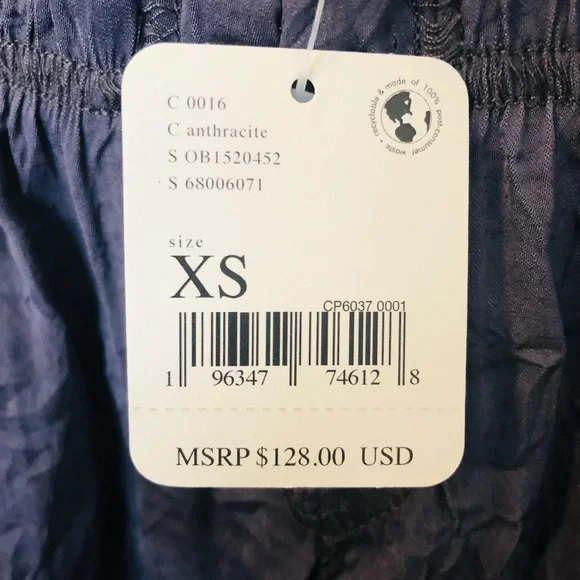 C 0016
C anthracite
S OB1520452
S 68006071
recyclable & made of 100% post-consumer waste •
size
XS
CP6037 0001
1 96347 74612 8
MSRP $128.00 USD